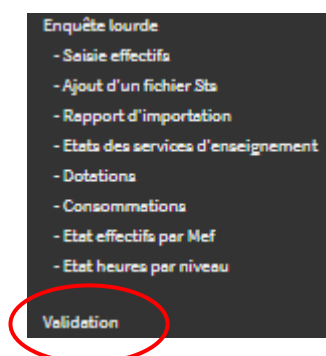 Enquête lourde
- Saisie effectifs
- Ajout d'un fichier Sts
- Rapport d'importation
- Etats des services d'enseignement
- Dotations
- Consommations
- Etat effectifs par Mef
- Etat heures par niveau
Validation